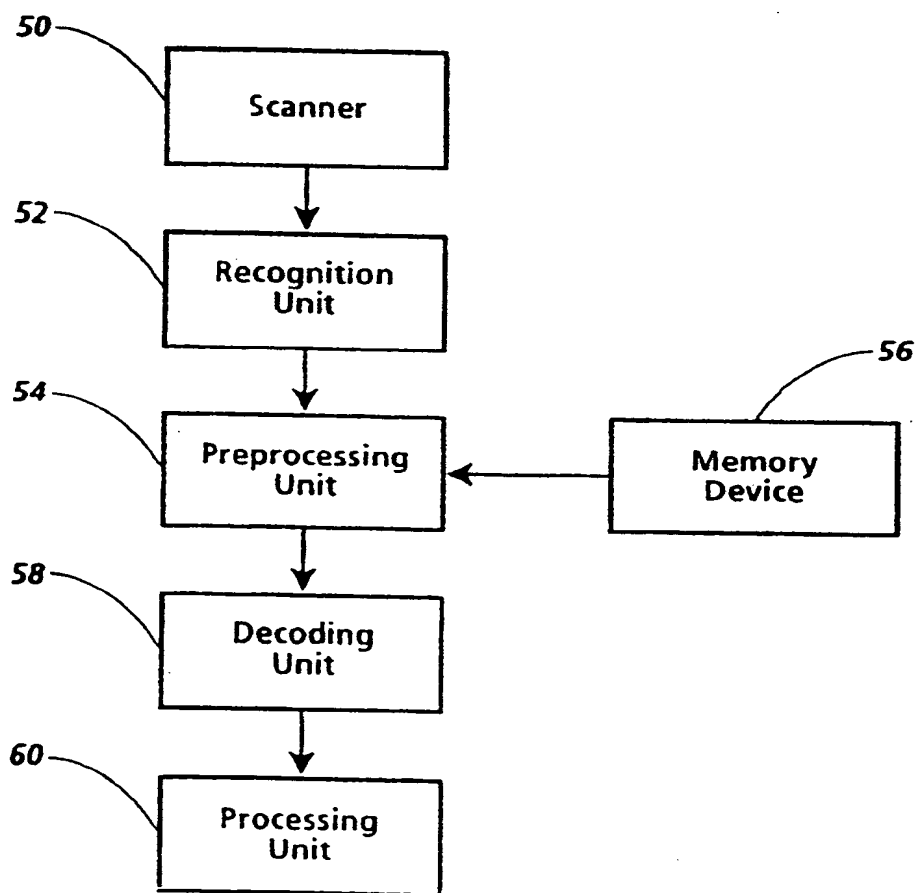 50
Scanner
52
Recognition
Unit
54
Preprocessing
Unit
56
Memory
Device
58
Decoding
Unit
60
Processing
Unit